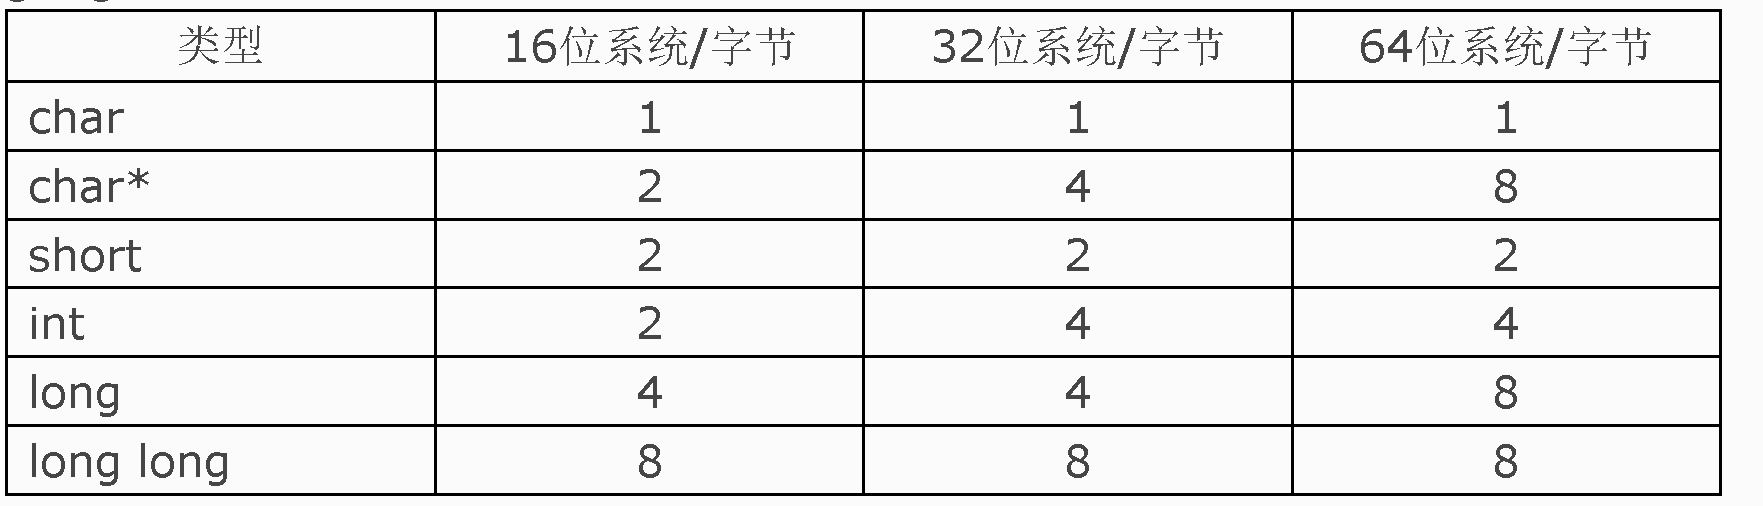 类型 16位系统/字节 32位系统/字节 64位系统/字节
char 1 1 1
char* 2 4 8
short 2 2 2
int 2 4 4
long 4 4 8
long long 8 8 8